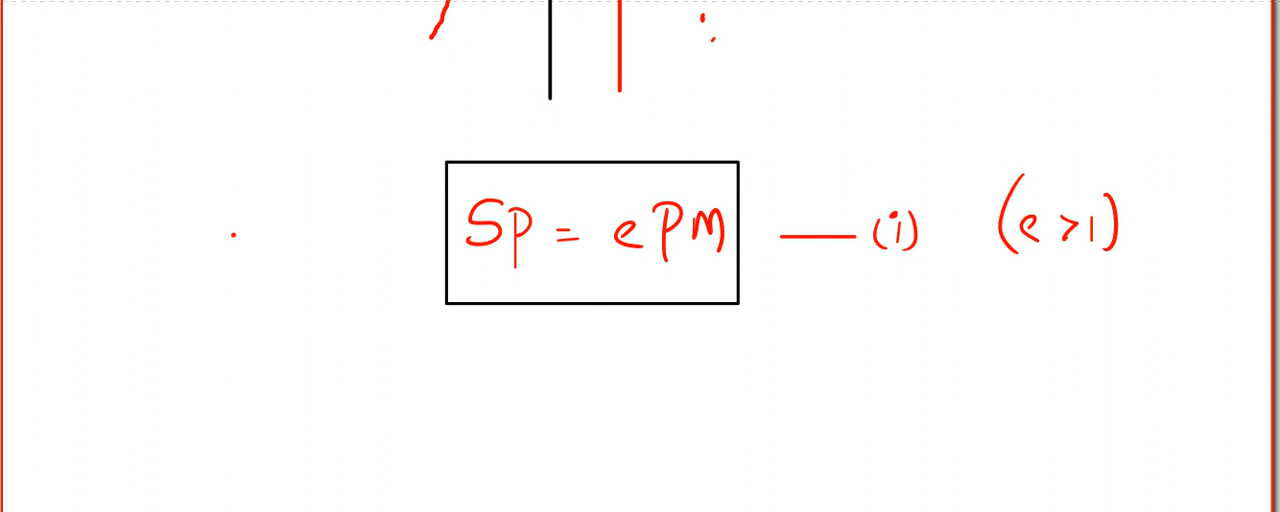 SP = ePM — (i) (e>1)